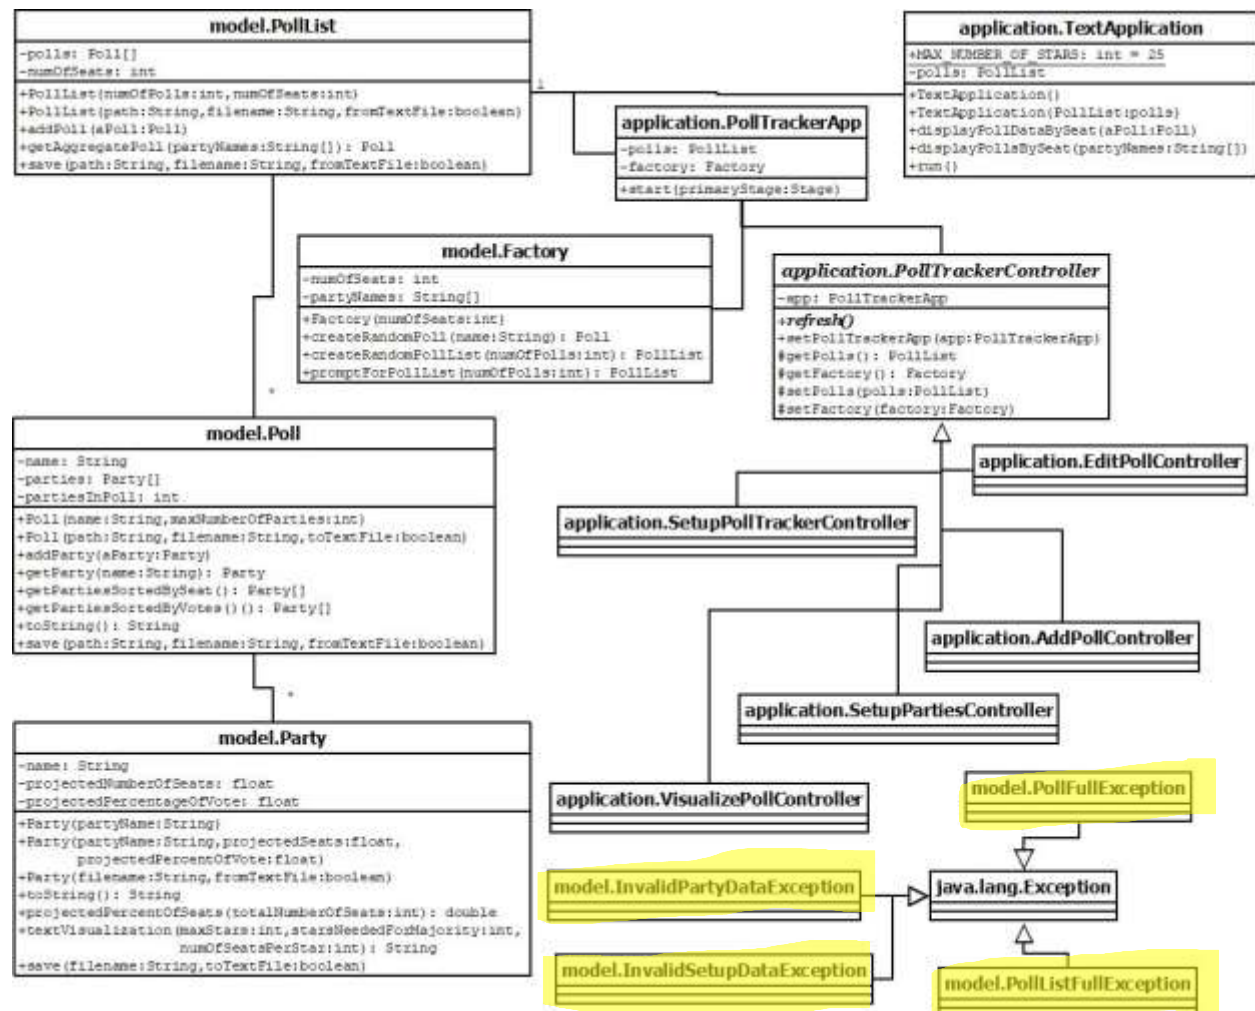 model.PollList
-polls: Poll[]
-numOfSeats: int
+PollList(numOfPolls:int,numOfSeats:int)
+PollList(path:String,filename:String,fromTextFile:boolean)
+addPoll(aPoll:Poll)
+getAggregatePoll(partyNames:String[]): Poll
+save(path:String,filename:String,fromTextFile:boolean)
1
application.TextApplication
+MAX_NUMBER_OF_STARS: int = 25
-polls: PollList
+TextApplication()
+TextApplication(PollList:polls)
+displayPollDataBySeat(aPoll:Poll)
+displayPollsBySeat(partyNames:String[])
+run()
application.PollTrackerApp
-polls: PollList
-factory: Factory
+start(primaryStage:Stage)
model.Factory
-numOfSeats: int
-partyNames: String[]
+Factory(numOfSeats:int)
+createRandomPoll(name:String): Poll
+createRandomPollList(numOfPolls:int): PollList
+promptForPollList(numOfPolls:int): PollList
application.PollTrackerController
-app: PollTrackerApp
+refresh()
+setPollTrackerApp(app:PollTrackerApp)
#getPolls(): PollList
#getFactory(): Factory
#setPolls(polls:PollList)
#setFactory(factory:Factory)
*
model.Poll
-name: String
-parties: Party[]
-partiesInPoll: int
+Poll(name:String,maxNumberOfParties:int)
+Poll(path:String,filename:String,toTextFile:boolean)
+addParty(aParty:Party)
+getParty(name:String): Party
+getPartiesSortedBySeat(): Party[]
+getPartiesSortedByVotes()(): Party[]
+toString(): String
+save(path:String,filename:String,fromTextFile:boolean)
*
application.EditPollController
application.SetupPollTrackerController
application.AddPollController
application.SetupPartiesController
application.VisualizePollController
model.Party
-name: String
-projectedNumberOfSeats: float
-projectedPercentageOfVote: float
+Party(partyName:String)
+Party(partyName:String,projectedSeats:float,
projectedPercentOfVote:float)
+Party(filename:String,fromTextFile:boolean)
+toString(): String
+projectedPercentOfSeats(totalNumberOfSeats:int): double
+textVisualization(maxStars:int,starsNeededForMajority:int,
numOfSeatsPerStar:int): String
+save(filename:String,toTextFile:boolean)
model.PollFullException
model.InvalidPartyDataException
java.lang.Exception
model.InvalidSetupDataException
model.PollListFullException